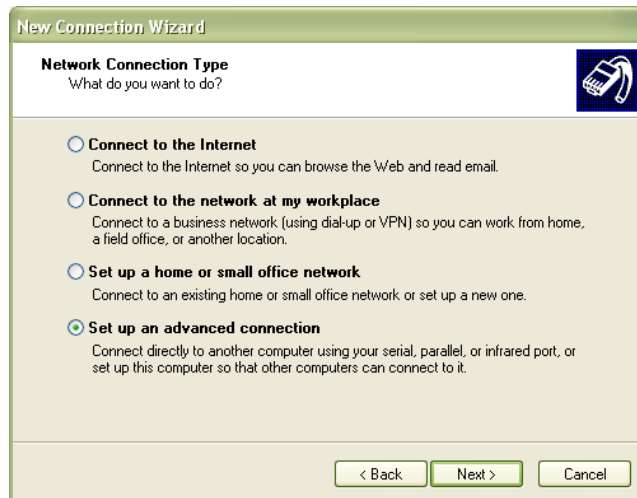 New Connection Wizard
Network Connection Type
What do you want to do?
Connect to the Internet
Connect to the Internet so you can browse the Web and read email.
Connect to the network at my workplace
Connect to a business network (using dial-up or VPN) so you can work from home,
a field office, or another location.
Set up a home or small office network
Connect to an existing home or small office network or set up a new one.
Set up an advanced connection
Connect directly to another computer using your serial, parallel, or infrared port, or
set up this computer so that other computers can connect to it.
< Back Next > Cancel